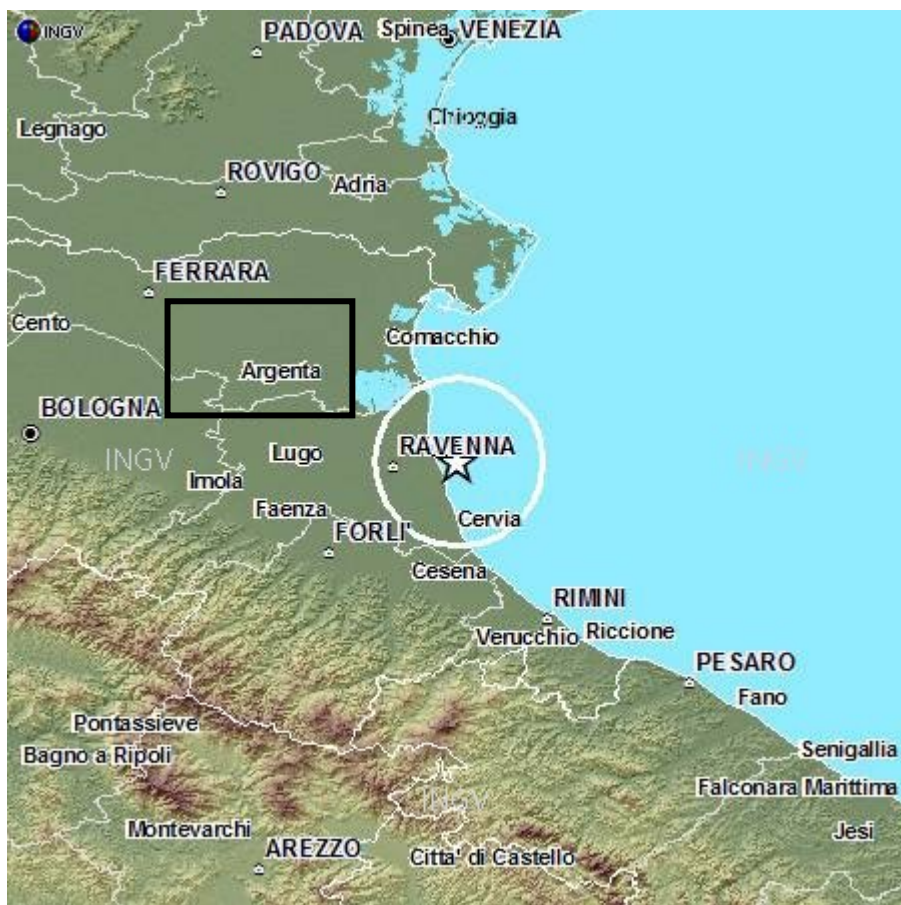 INGV
PADOVA
Spinea
VENEZIA
Legnago
Chioggia
ROVIGO
Adria
FERRARA
Cento
Comacchio
Argenta
BOLOGNA
INGV
Lugo
RAVENNA
INGV
Imola
Faenza
Cervia
FORLI'
Cesena
RIMINI
Verucchio
Riccione
PESARO
Fano
Pontassieve
Bagno a Ripoli
Senigallia
Falconara Marittima
INGV
Montevarchi
Jesi
AREZZO
Citta' di Castello